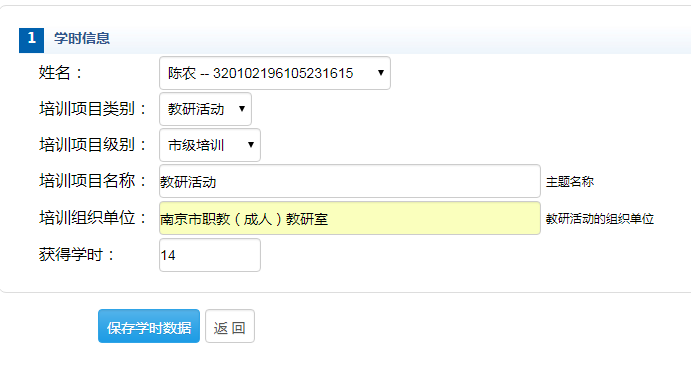 1 学时信息
姓名： 陈农 -- 320102196105231615
培训项目类别： 教研活动
培训项目级别： 市级培训
培训项目名称： 教研活动 主题名称
培训组织单位： 南京市职教（成人）教研室 教研活动的组织单位
获得学时： 14
保存学时数据 返 回